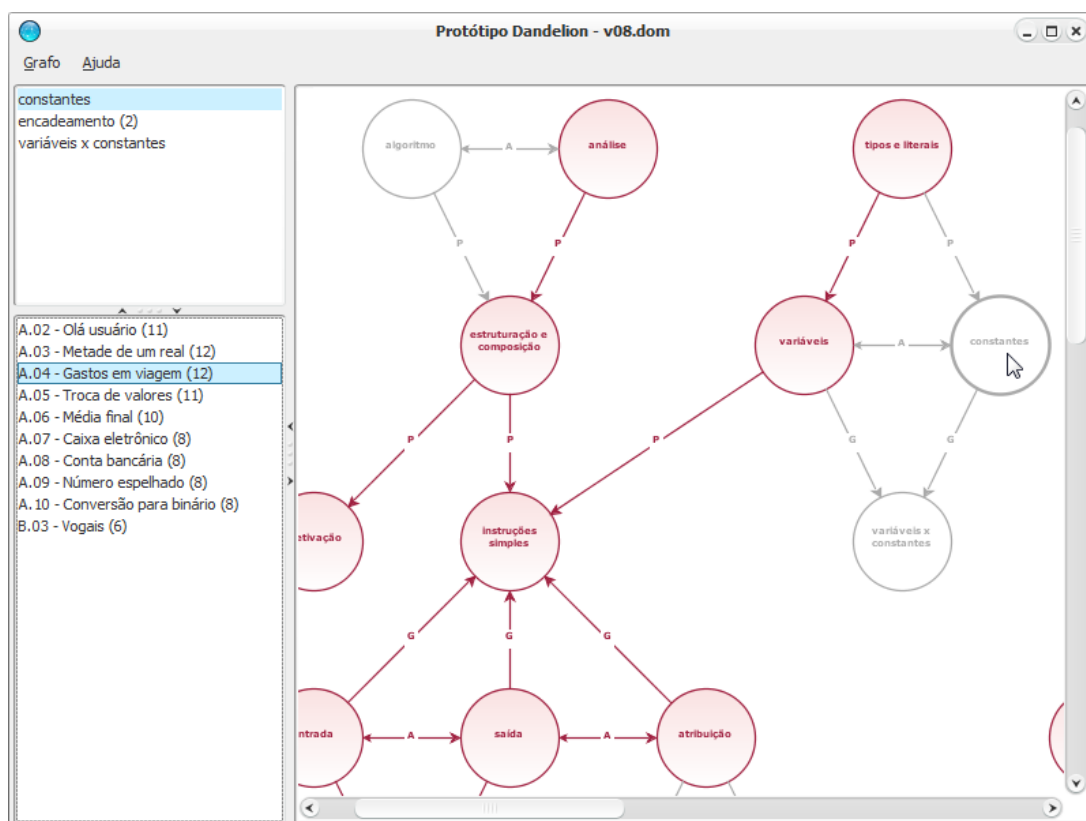 Protótipo Dandelion - v08.dom
Grafo Ajuda
constantes
encadeamento (2)
variáveis x constantes
A.02 - Olá usuário (11)
A.03 - Metade de um real (12)
A.04 - Gastos em viagem (12)
A.05 - Troca de valores (11)
A.06 - Média final (10)
A.07 - Caixa eletrônico (8)
A.08 - Conta bancária (8)
A.09 - Número espelhado (8)
A.10 - Conversão para binário (8)
B.03 - Vogais (6)
algoritmo
A
análise
tipos e literais
P
P
P
P
estruturação e
composição
variáveis
A
constantes
P
P
P
G
G
etivação
instruções
simples
variáveis x
constantes
G
G
G
ntrada
A
saída
A
atribuição